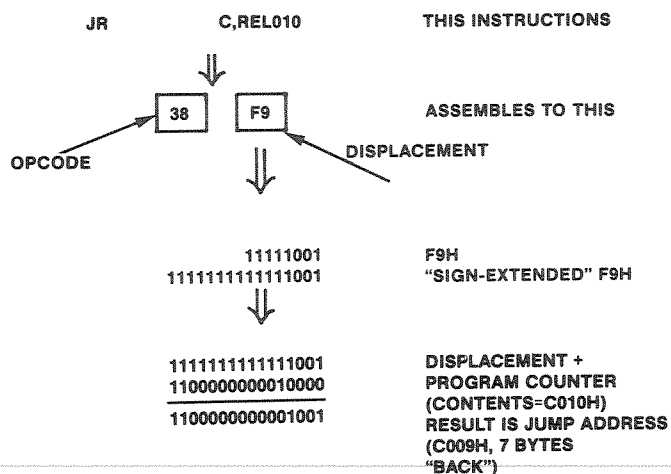 JR C,REL010 THIS INSTRUCTIONS
38 F9 ASSEMBLES TO THIS
OPCODE DISPLACEMENT
11111001 F9H
1111111111111001 "SIGN-EXTENDED" F9H
1111111111111001 DISPLACEMENT +
1100000000010000 PROGRAM COUNTER
(CONTENTS=C010H)
1100000000001001 RESULT IS JUMP ADDRESS
(C009H, 7 BYTES
"BACK")